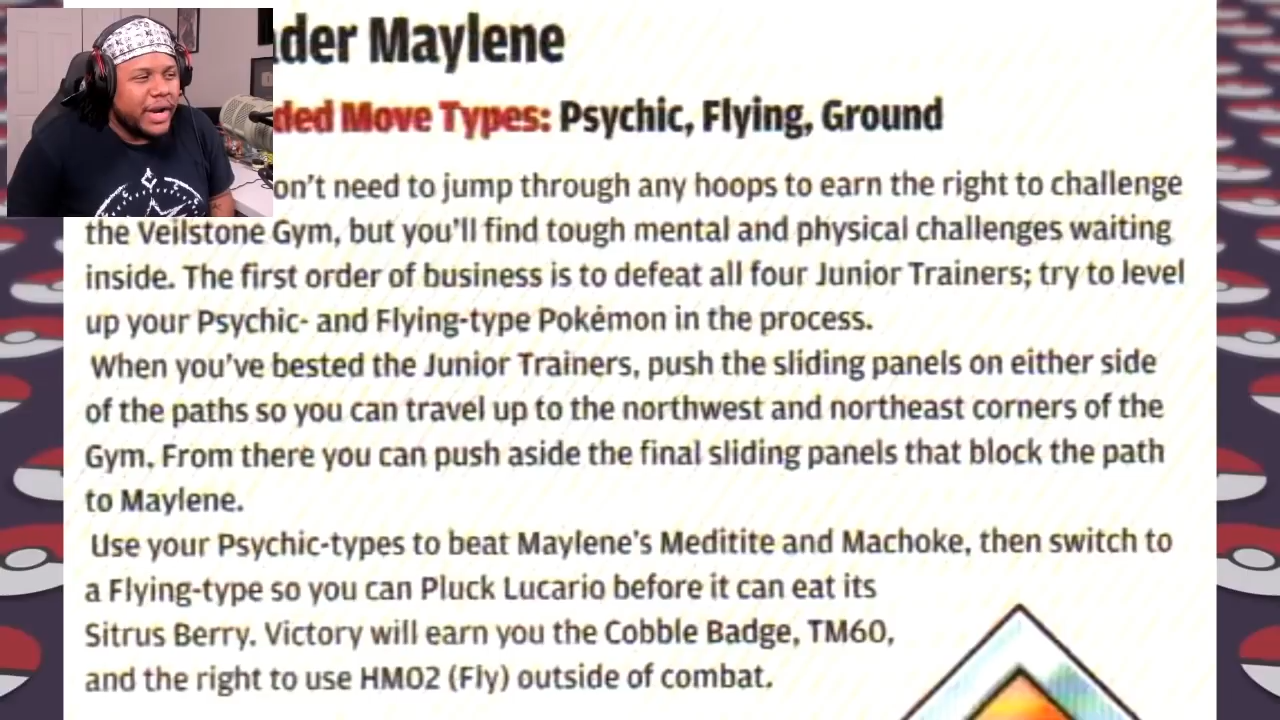 der Maylene
ded Move Types: Psychic, Flying, Ground
on't need to jump through any hoops to earn the right to challenge
the Veilstone Gym, but you'll find tough mental and physical challenges waiting
inside. The first order of business is to defeat all four Junior Trainers; try to level
up your Psychic- and Flying-type Pokémon in the process.
When you've bested the Junior Trainers, push the sliding panels on either side
of the paths so you can travel up to the northwest and northeast corners of the
Gym. From there you can push aside the final sliding panels that block the path
to Maylene.
Use your Psychic-types to beat Maylene's Meditite and Machoke, then switch to
a Flying-type so you can Pluck Lucario before it can eat its
Sitrus Berry. Victory will earn you the Cobble Badge, TM60,
and the right to use HM02 (Fly) outside of combat.